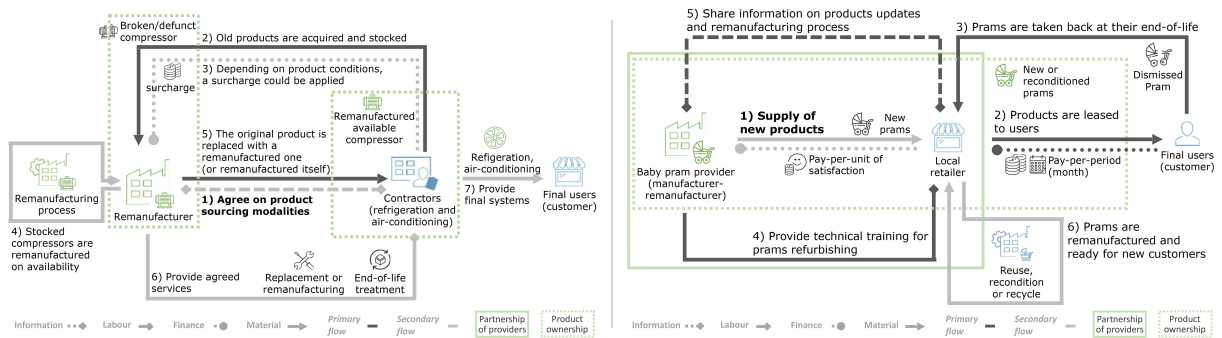 Broken/defunct
compressor
2) Old products are acquired and stocked
3) Depending on product conditions,
a surcharge could be applied
surcharge
Remanufactured
available
compressor
5) The original product is
replaced with a
remanufactured one
(or remanufactured itself)
Refigeration,
air-conditioning
7) Provide
final systems
Final users
(customer)
Remanufacturing
process
Remanufacturer
1) Agree on product
sourcing modalities
Contractors
(refrigeration and
air-conditioning)
4) Stocked
compressors are
remanufactured
on availability
6) Provide agreed
services
Replacement or
remanufacturing
End-of-life
treatment
Information
Labour
Finance
Material
Primary
flow
Secondary
flow
Partnership
of providers
Product
ownership
5) Share information on products updates
and remanufacturing process
3) Prams are taken back at their end-of-life
New or
reconditioned
prams
Dismissed
Pram
1) Supply of
new products
New
prams
2) Products are leased
to users
Pay-per-unit of
satisfaction
Local
retailer
Pay-per-period
(month)
Final users
(customer)
Baby pram provider
(manufacturer-
remanufacturer)
4) Provide technical training for
prams refurbishing
6) Prams are
remanufactured and
ready for new customers
Reuse,
recondition
or recycle
Information
Labour
Finance
Material
Primary
flow
Secondary
flow
Partnership
of providers
Product
ownership